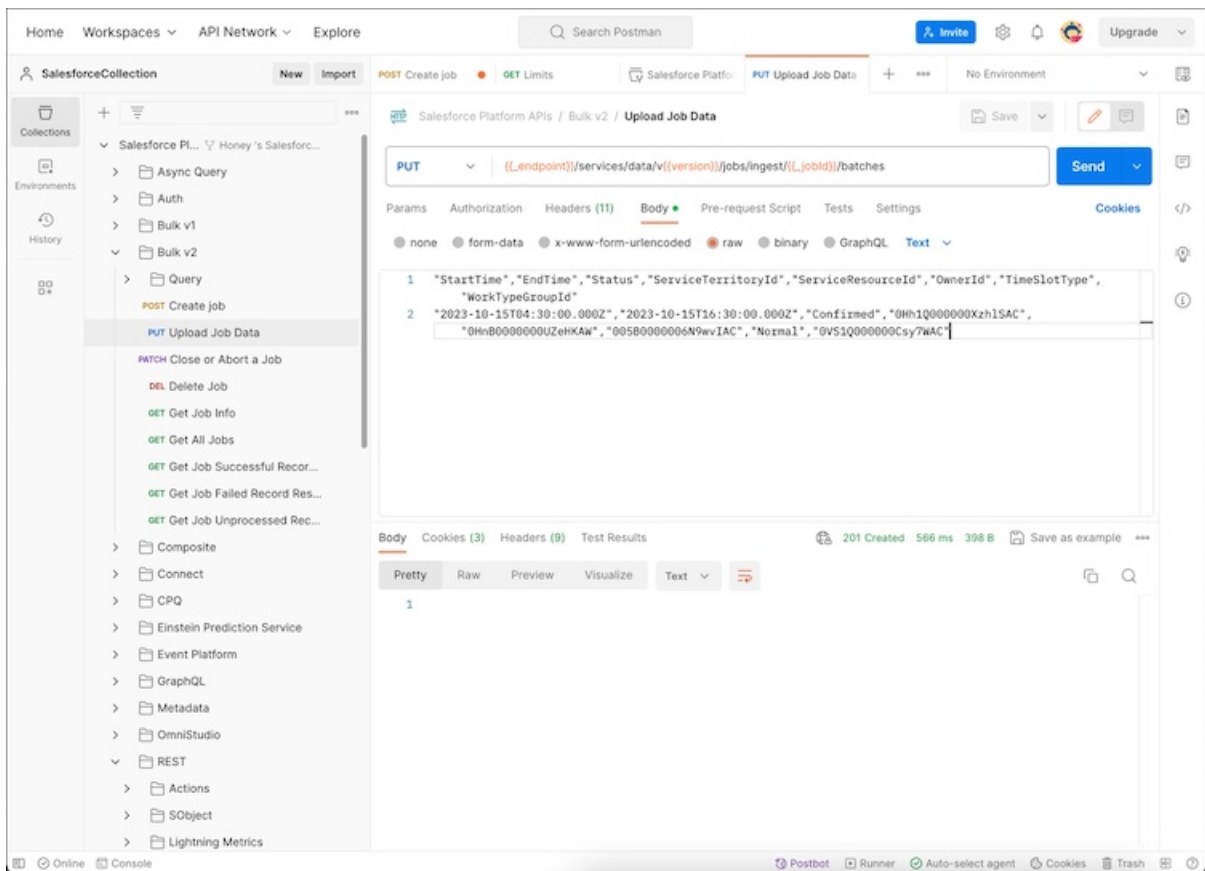 Home Workspaces API Network Explore Search Postman Invite Upgrade
SalesforceCollection New Import POST Create job GET Limits Salesforce Platfor PUT Upload Job Data No Environment
Collections
Environments
History
Salesforce Pl... Honey 's Salesforc...
Async Query
Auth
Bulk v1
Bulk v2
Query
POST Create job
PUT Upload Job Data
PATCH Close or Abort a Job
DEL Delete Job
GET Get Job Info
GET Get All Jobs
GET Get Job Successful Recor...
GET Get Job Failed Record Res...
GET Get Job Unprocessed Rec...
Composite
Connect
CPQ
Einstein Prediction Service
Event Platform
GraphQL
Metadata
OmniStudio
REST
Actions
SObject
Lightning Metrics
HTTP Salesforce Platform APIs / Bulk v2 / Upload Job Data Save
PUT {{_endpoint}}/services/data/v{{version}}/jobs/ingest/{{_jobId}}/batches Send
Params Authorization Headers (11) Body Pre-request Script Tests Settings Cookies
none form-data x-www-form-urlencoded raw binary GraphQL Text
1 "StartTime","EndTime","Status","ServiceTerritoryId","ServiceResourceId","OwnerId","TimeSlotType",
"WorkTypeGroupId"
2 "2023-10-15T04:30:00.000Z","2023-10-15T16:30:00.000Z","Confirmed","0Hh1Q000000XzhlSAC",
"0HnB0000000UZeHKAW","005B0000006N9wvIAC","Normal","0VS1Q000000Csy7WAC"
Body Cookies (3) Headers (9) Test Results 201 Created 566 ms 398 B Save as example
Pretty Raw Preview Visualize Text
1
Online Console Postbot Runner Auto-select agent Cookies Trash